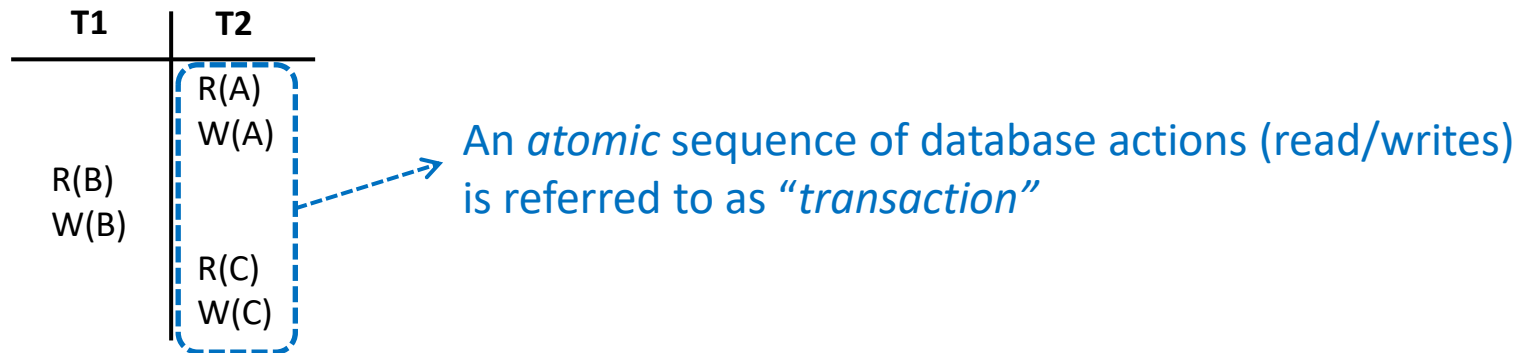 T1 T2
R(A)
W(A)
An atomic sequence of database actions (read/writes)
R(B)
is referred to as “transaction”
W(B)
R(C)
W(C)